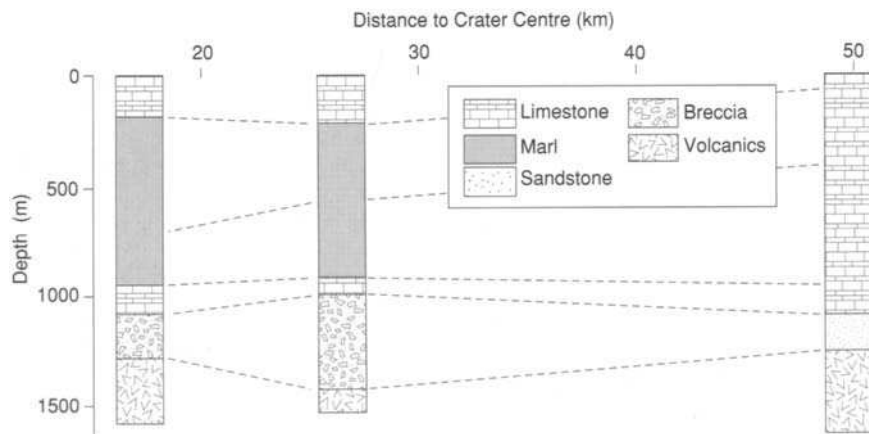 Distance to Crater Centre (km)
20 30 40 50
0
500
1000
1500
Depth (m)
Limestone
Breccia
Marl
Volcanics
Sandstone